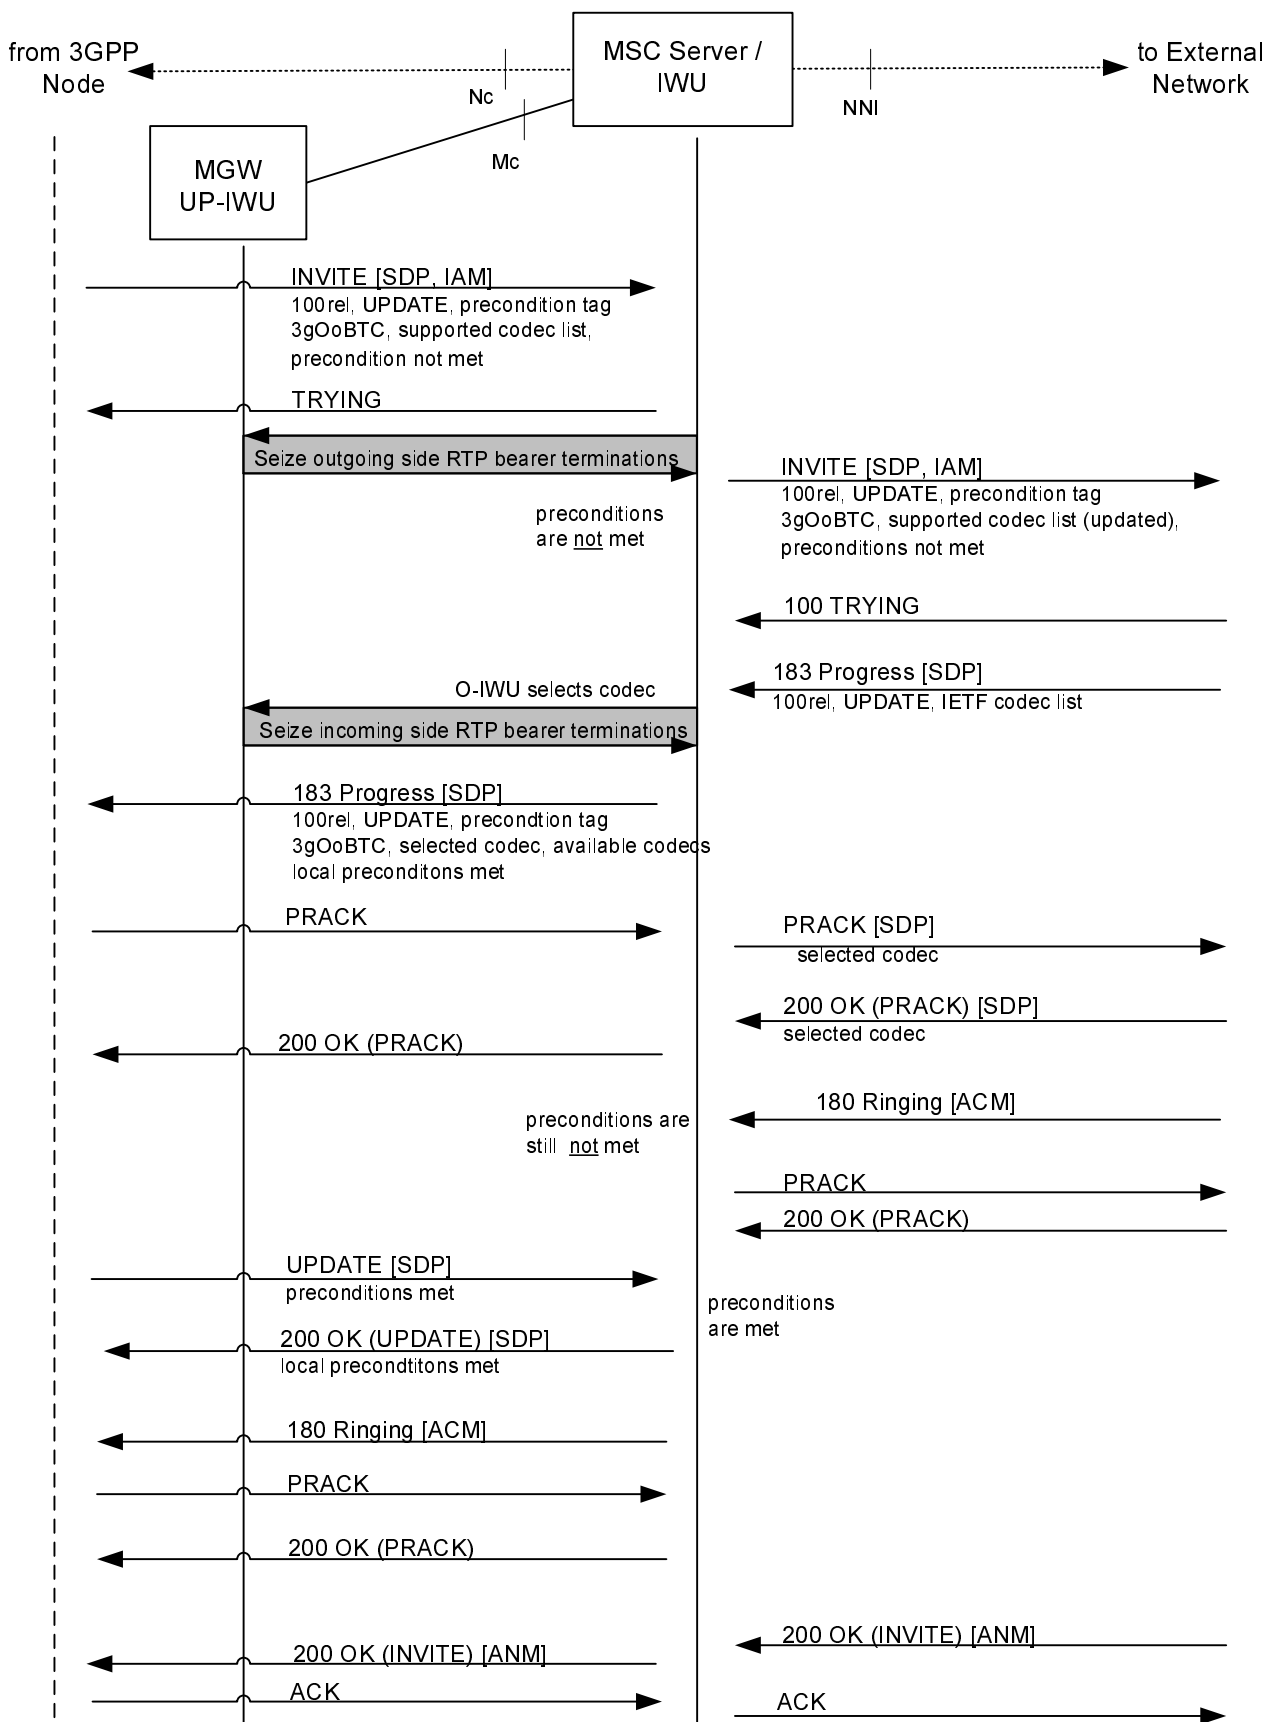 from 3GPP
Node
MSC Server /
IWU
to External
Network
Nc
NNI
Mc
MGW
UP-IWU
INVITE [SDP, IAM]
100rel, UPDATE, precondition tag
3gOoBTC, supported codec list,
precondition not met
TRYING
Seize outgoing side RTP bearer terminations
INVITE [SDP, IAM]
100rel, UPDATE, precondition tag
3gOoBTC, supported codec list (updated),
preconditions not met
preconditions
are not met
100 TRYING
183 Progress [SDP]
100rel, UPDATE, IETF codec list
O-IWU selects codec
Seize incoming side RTP bearer terminations
183 Progress [SDP]
100rel, UPDATE, precondtion tag
3gOoBTC, selected codec, available codecs
local preconditons met
PRACK
PRACK [SDP]
selected codec
200 OK (PRACK) [SDP]
selected codec
200 OK (PRACK)
180 Ringing [ACM]
preconditions are
still not met
PRACK
200 OK (PRACK)
UPDATE [SDP]
preconditions met
preconditions
are met
200 OK (UPDATE) [SDP]
local precondtitons met
180 Ringing [ACM]
PRACK
200 OK (PRACK)
200 OK (INVITE) [ANM]
200 OK (INVITE) [ANM]
ACK
ACK